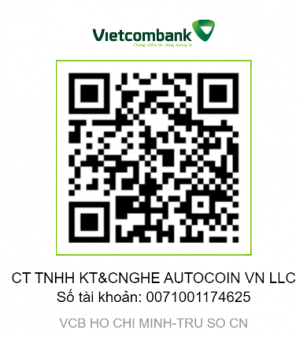 Vietcombank
Chung niềm tin vững tương lai
CT TNHH KT&CNGHE AUTOCOIN VN LLC
Số tài khoản: 0071001174625
VCB HO CHI MINH-TRU SO CN